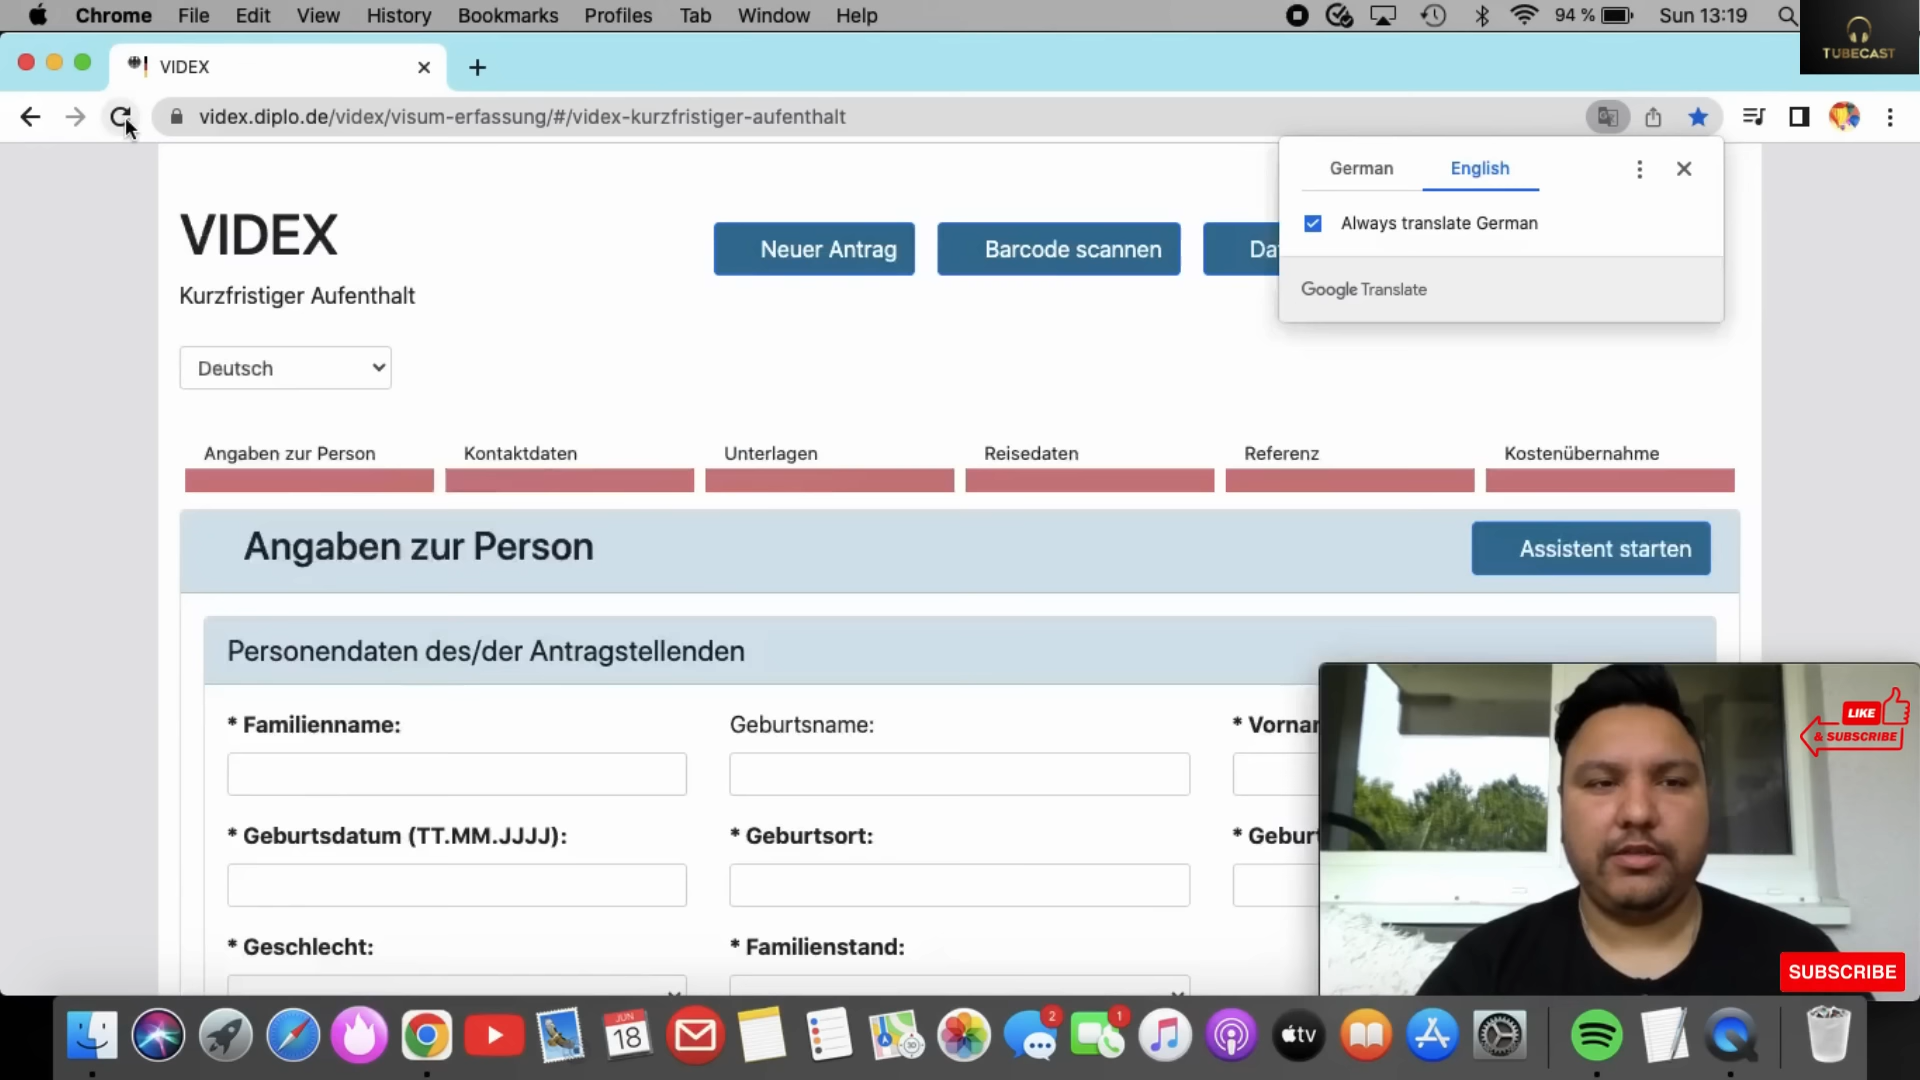 Chrome File Edit View History Bookmarks Profiles Tab Window Help 94 % Sun 13:19
TUBECAST
VIDEX
videx.diplo.de/videx/visum-erfassung/#/videx-kurzfristiger-aufenthalt
German English
Always translate German
Google Translate
VIDEX
Neuer Antrag Barcode scannen
Kurzfristiger Aufenthalt
Deutsch
Angaben zur Person Kontaktdaten Unterlagen Reisedaten Referenz Kostenübernahme
Angaben zur Person
Assistent starten
Personendaten des/der Antragstellenden
* Familienname: Geburtsname: * Vornar
* Geburtsdatum (TT.MM.JJJJ): * Geburtsort: * Geburt
* Geschlecht: * Familienstand:
LIKE
& SUBSCRIBE
SUBSCRIBE
JUN
18
2
1
tv